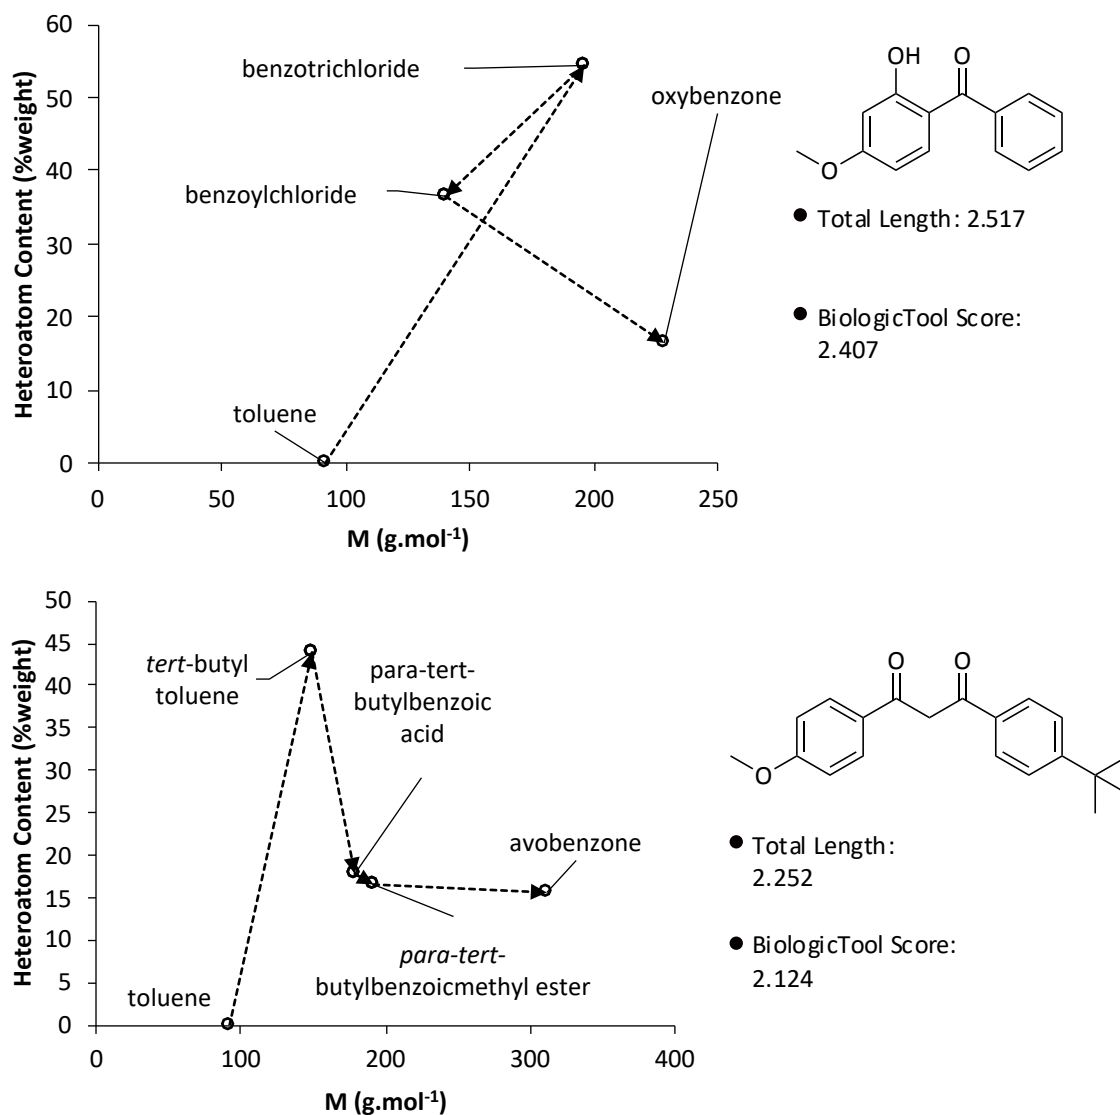 60
50
40
30
20
10
0
0
50
100
150
200
250
Heteroatom Content (%weight)
M (g.mol-1)
benzotrichloride
benzoylchloride
toluene
oxybenzone
OH
O
O
● Total Length: 2.517
● BiologicTool Score:
2.407
50
45
40
35
30
25
20
15
10
5
0
0
100
200
300
400
Heteroatom Content (%weight)
M (g.mol-1)
tert-butyl
toluene
para-tert-
butylbenzoic
acid
avobenzone
para-tert-
butylbenzoicmethyl ester
toluene
O
O
O
● Total Length:
2.252
● BiologicTool Score:
2.124